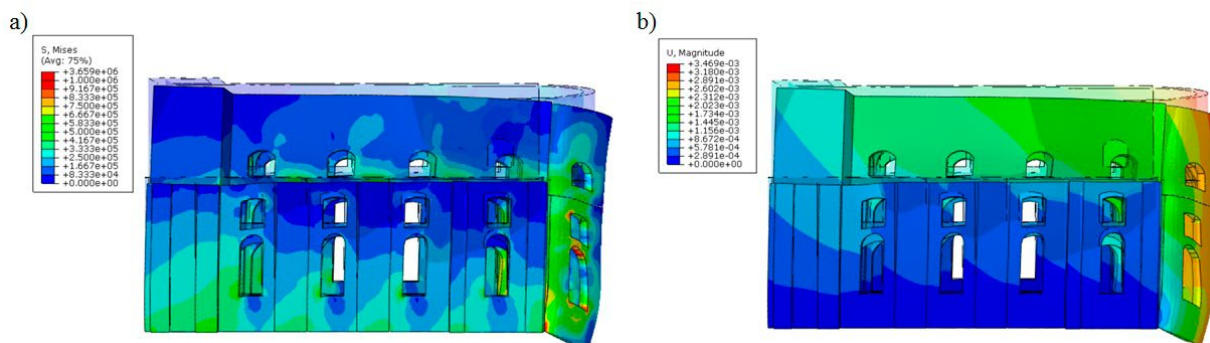 a)
S, Mises
(Avg: 75%)
+3.659e+06
+1.000e+06
+9.167e+05
+8.333e+05
+7.500e+05
+6.667e+05
+5.833e+05
+5.000e+05
+4.167e+05
+3.333e+05
+2.500e+05
+1.667e+05
+8.333e+04
+0.000e+00
b)
U, Magnitude
+3.469e-03
+3.180e-03
+2.891e-03
+2.602e-03
+2.312e-03
+2.023e-03
+1.734e-03
+1.445e-03
+1.156e-03
+8.672e-04
+5.781e-04
+2.891e-04
+0.000e+00